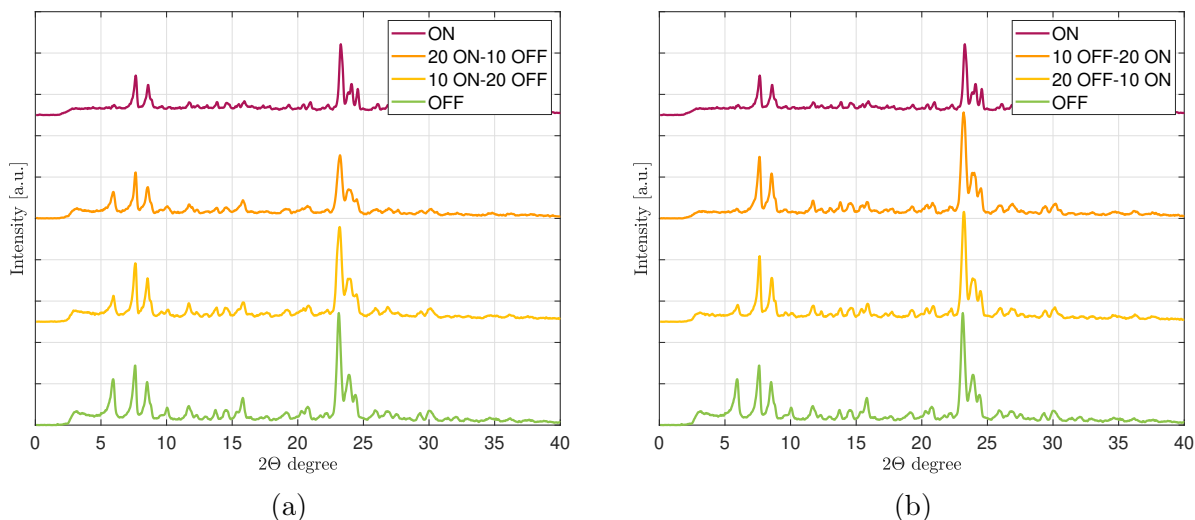 ON
20 ON-10 OFF
10 ON-20 OFF
OFF
Intensity [a.u.]
0 5 10 15 20 25 30 35 40
2Θ degree
(a)
ON
10 OFF-20 ON
20 OFF-10 ON
OFF
Intensity [a.u.]
0 5 10 15 20 25 30 35 40
2Θ degree
(b)